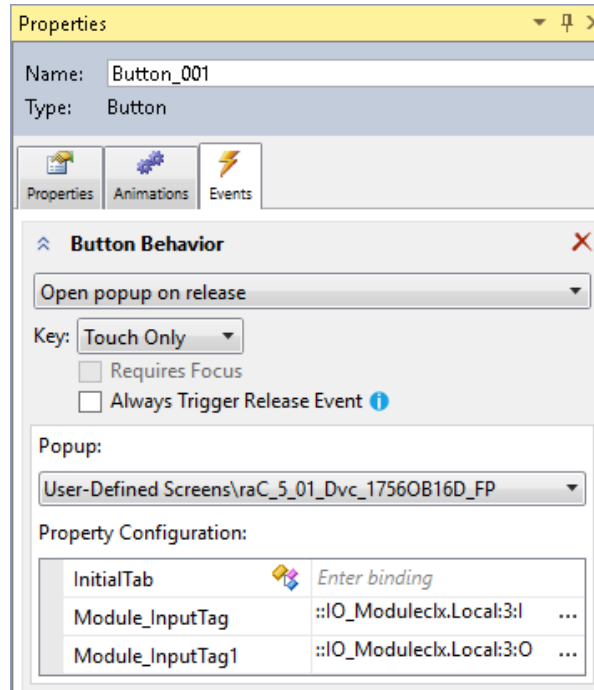 Properties
Name: Button_001
Type: Button
Properties Animations Events
Button Behavior
Open popup on release
Key: Touch Only
Requires Focus
Always Trigger Release Event
Popup:
User-Defined Screens\raC_5_01_Dvc_1756OB16D_FP
Property Configuration:
InitialTab Enter binding
Module_InputTag ::IO_Moduleclx.Local:3:I ...
Module_InputTag1 ::IO_Moduleclx.Local:3:O ...